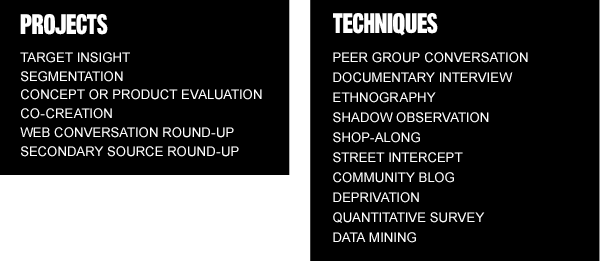 PROJECTS
TARGET INSIGHT
SEGMENTATION
CONCEPT OR PRODUCT EVALUATION
CO-CREATION
WEB CONVERSATION ROUND-UP
SECONDARY SOURCE ROUND-UP
TECHNIQUES
PEER GROUP CONVERSATION
DOCUMENTARY INTERVIEW
ETHNOGRAPHY
SHADOW OBSERVATION
SHOP-ALONG
STREET INTERCEPT
COMMUNITY BLOG
DEPRIVATION
QUANTITATIVE SURVEY
DATA MINING